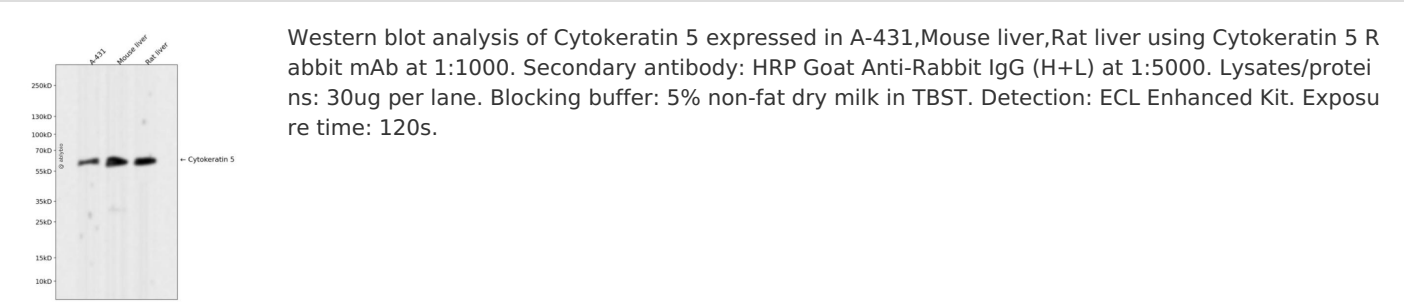 A-431
Mouse liver
Rat liver
250kD
130kD
100kD
70kD
55kD
35kD
25kD
15kD
10kD
© abybio
← Cytokeratin 5
Western blot analysis of Cytokeratin 5 expressed in A-431,Mouse liver,Rat liver using Cytokeratin 5 R
abbit mAb at 1:1000. Secondary antibody: HRP Goat Anti-Rabbit IgG (H+L) at 1:5000. Lysates/protei
ns: 30ug per lane. Blocking buffer: 5% non-fat dry milk in TBST. Detection: ECL Enhanced Kit. Exposu
re time: 120s.